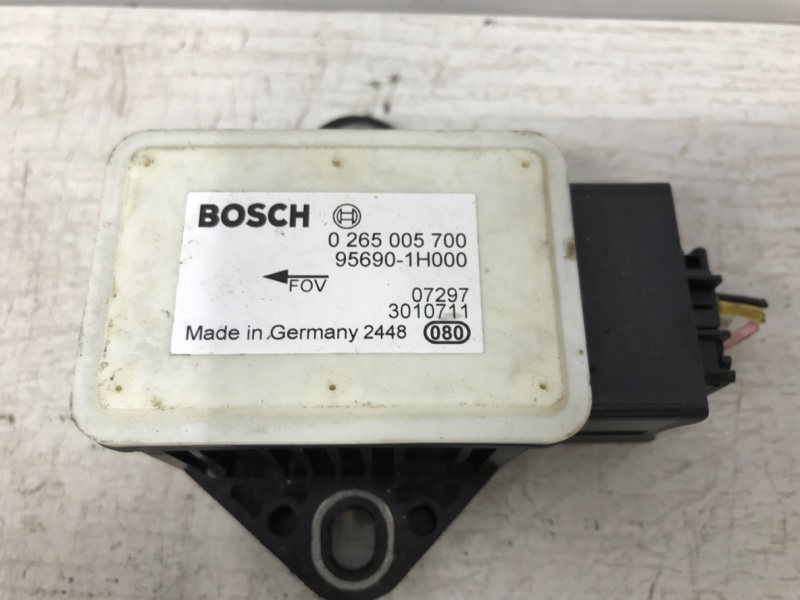 BOSCH
0 265 005 700
95690-1H000
FOV
07297
3010711
Made in Germany 2448 080